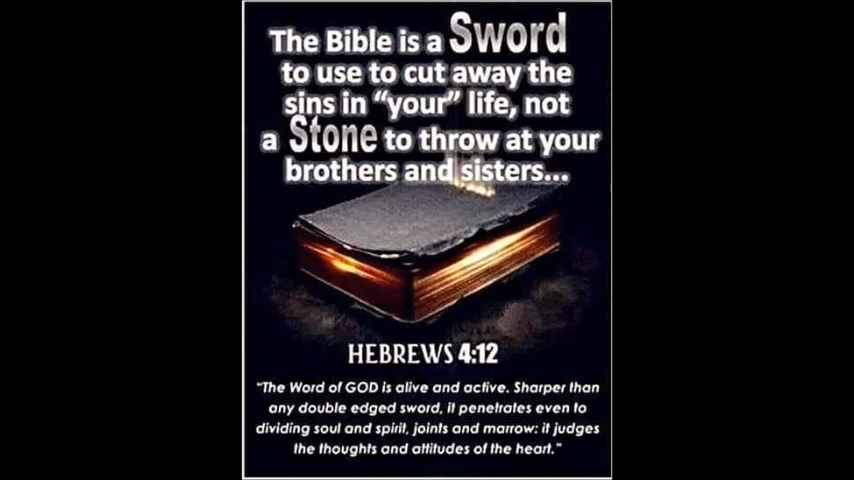 The Bible is a Sword
to use to cut away the
sins in “your” life, not
a Stone to throw at your
brothers and sisters...
HEBREWS 4:12
"The Word of GOD is alive and active. Sharper than
any double edged sword, it penetrates even to
dividing soul and spirit, joints and marrow: it judges
the thoughts and attitudes of the heart."